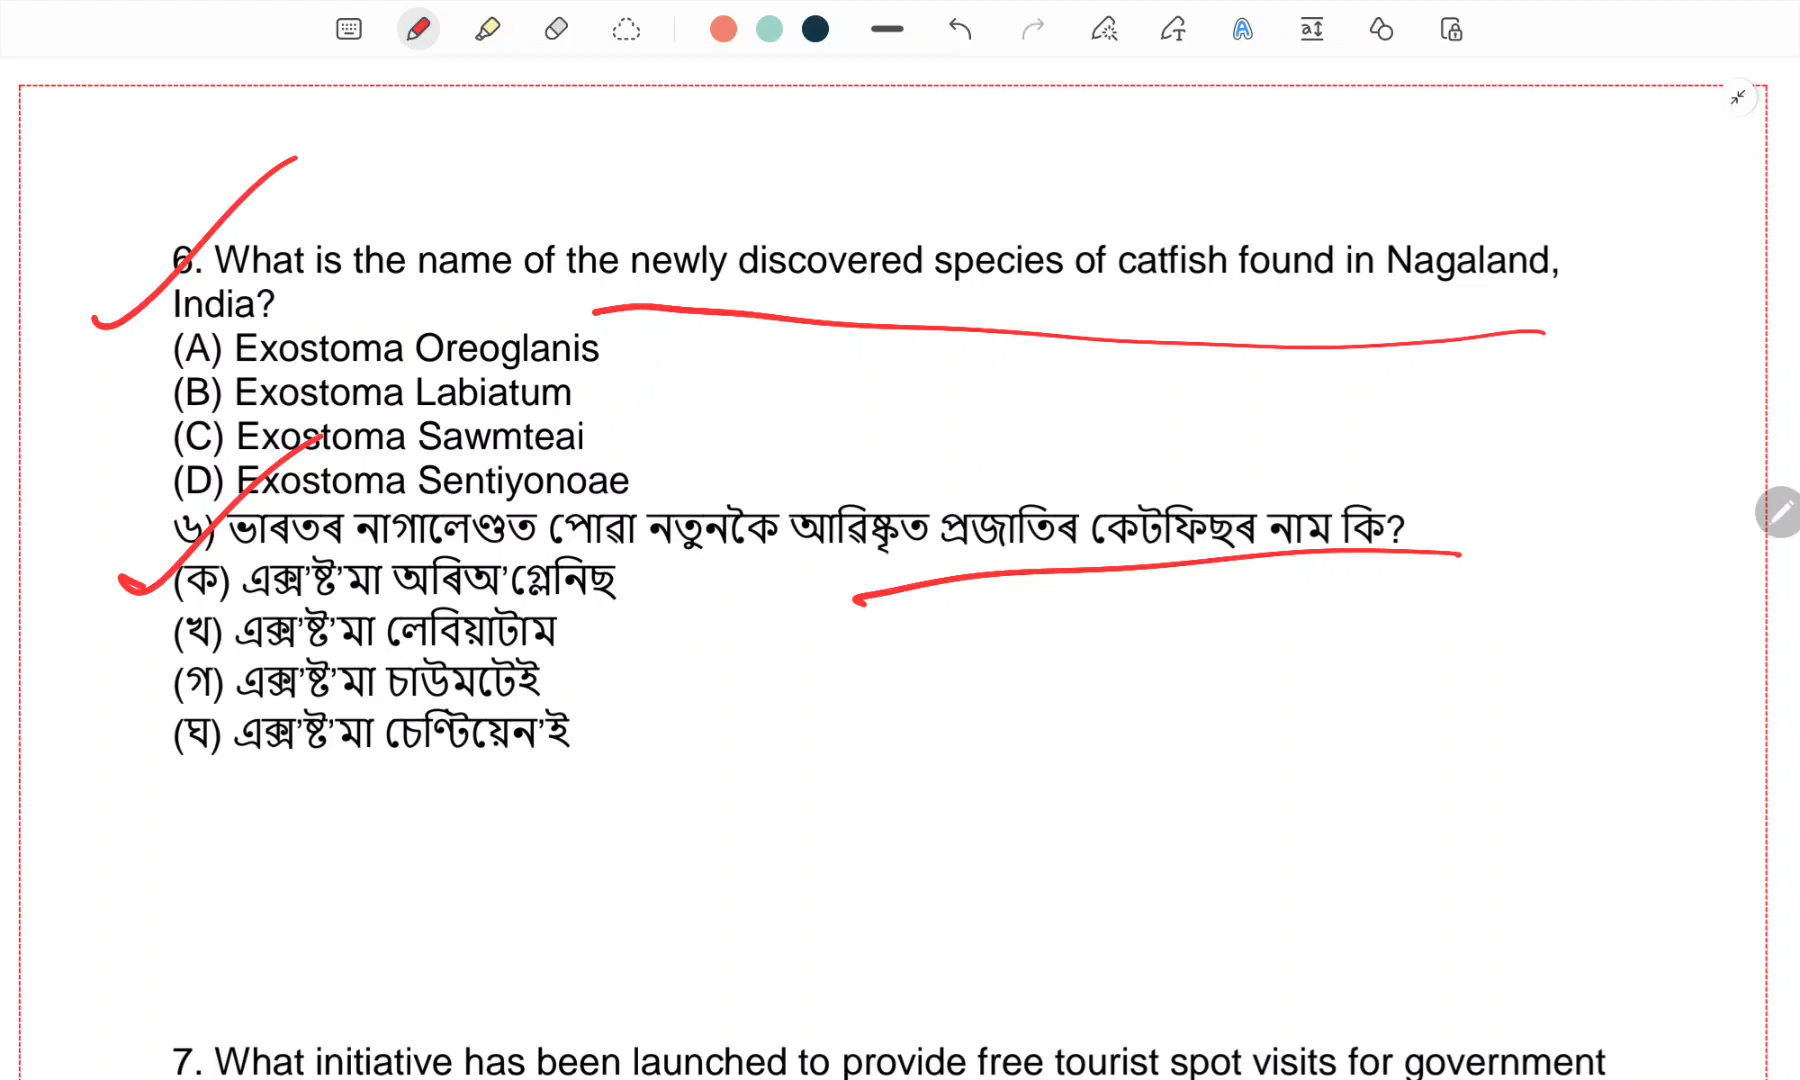 6. What is the name of the newly discovered species of catfish found in Nagaland,
India?
(A) Exostoma Oreoglanis
(B) Exostoma Labiatum
(C) Exostoma Sawmteai
(D) Exostoma Sentiyonoae
৬) ভাৰতৰ নাগালেণ্ডত পোৱা নতুনকৈ আৱিষ্কৃত প্ৰজাতিৰ কেটফিছৰ নাম কি?
(ক) এক্স’ষ্ট’মা অৰিঅ’গ্লেনিছ
(খ) এক্স’ষ্ট’মা লেবিয়াটাম
(গ) এক্স’ষ্ট’মা চাউমটেই
(ঘ) এক্স’ষ্ট’মা চেণ্টিয়েন’ই
7. What initiative has been launched to provide free tourist spot visits for government